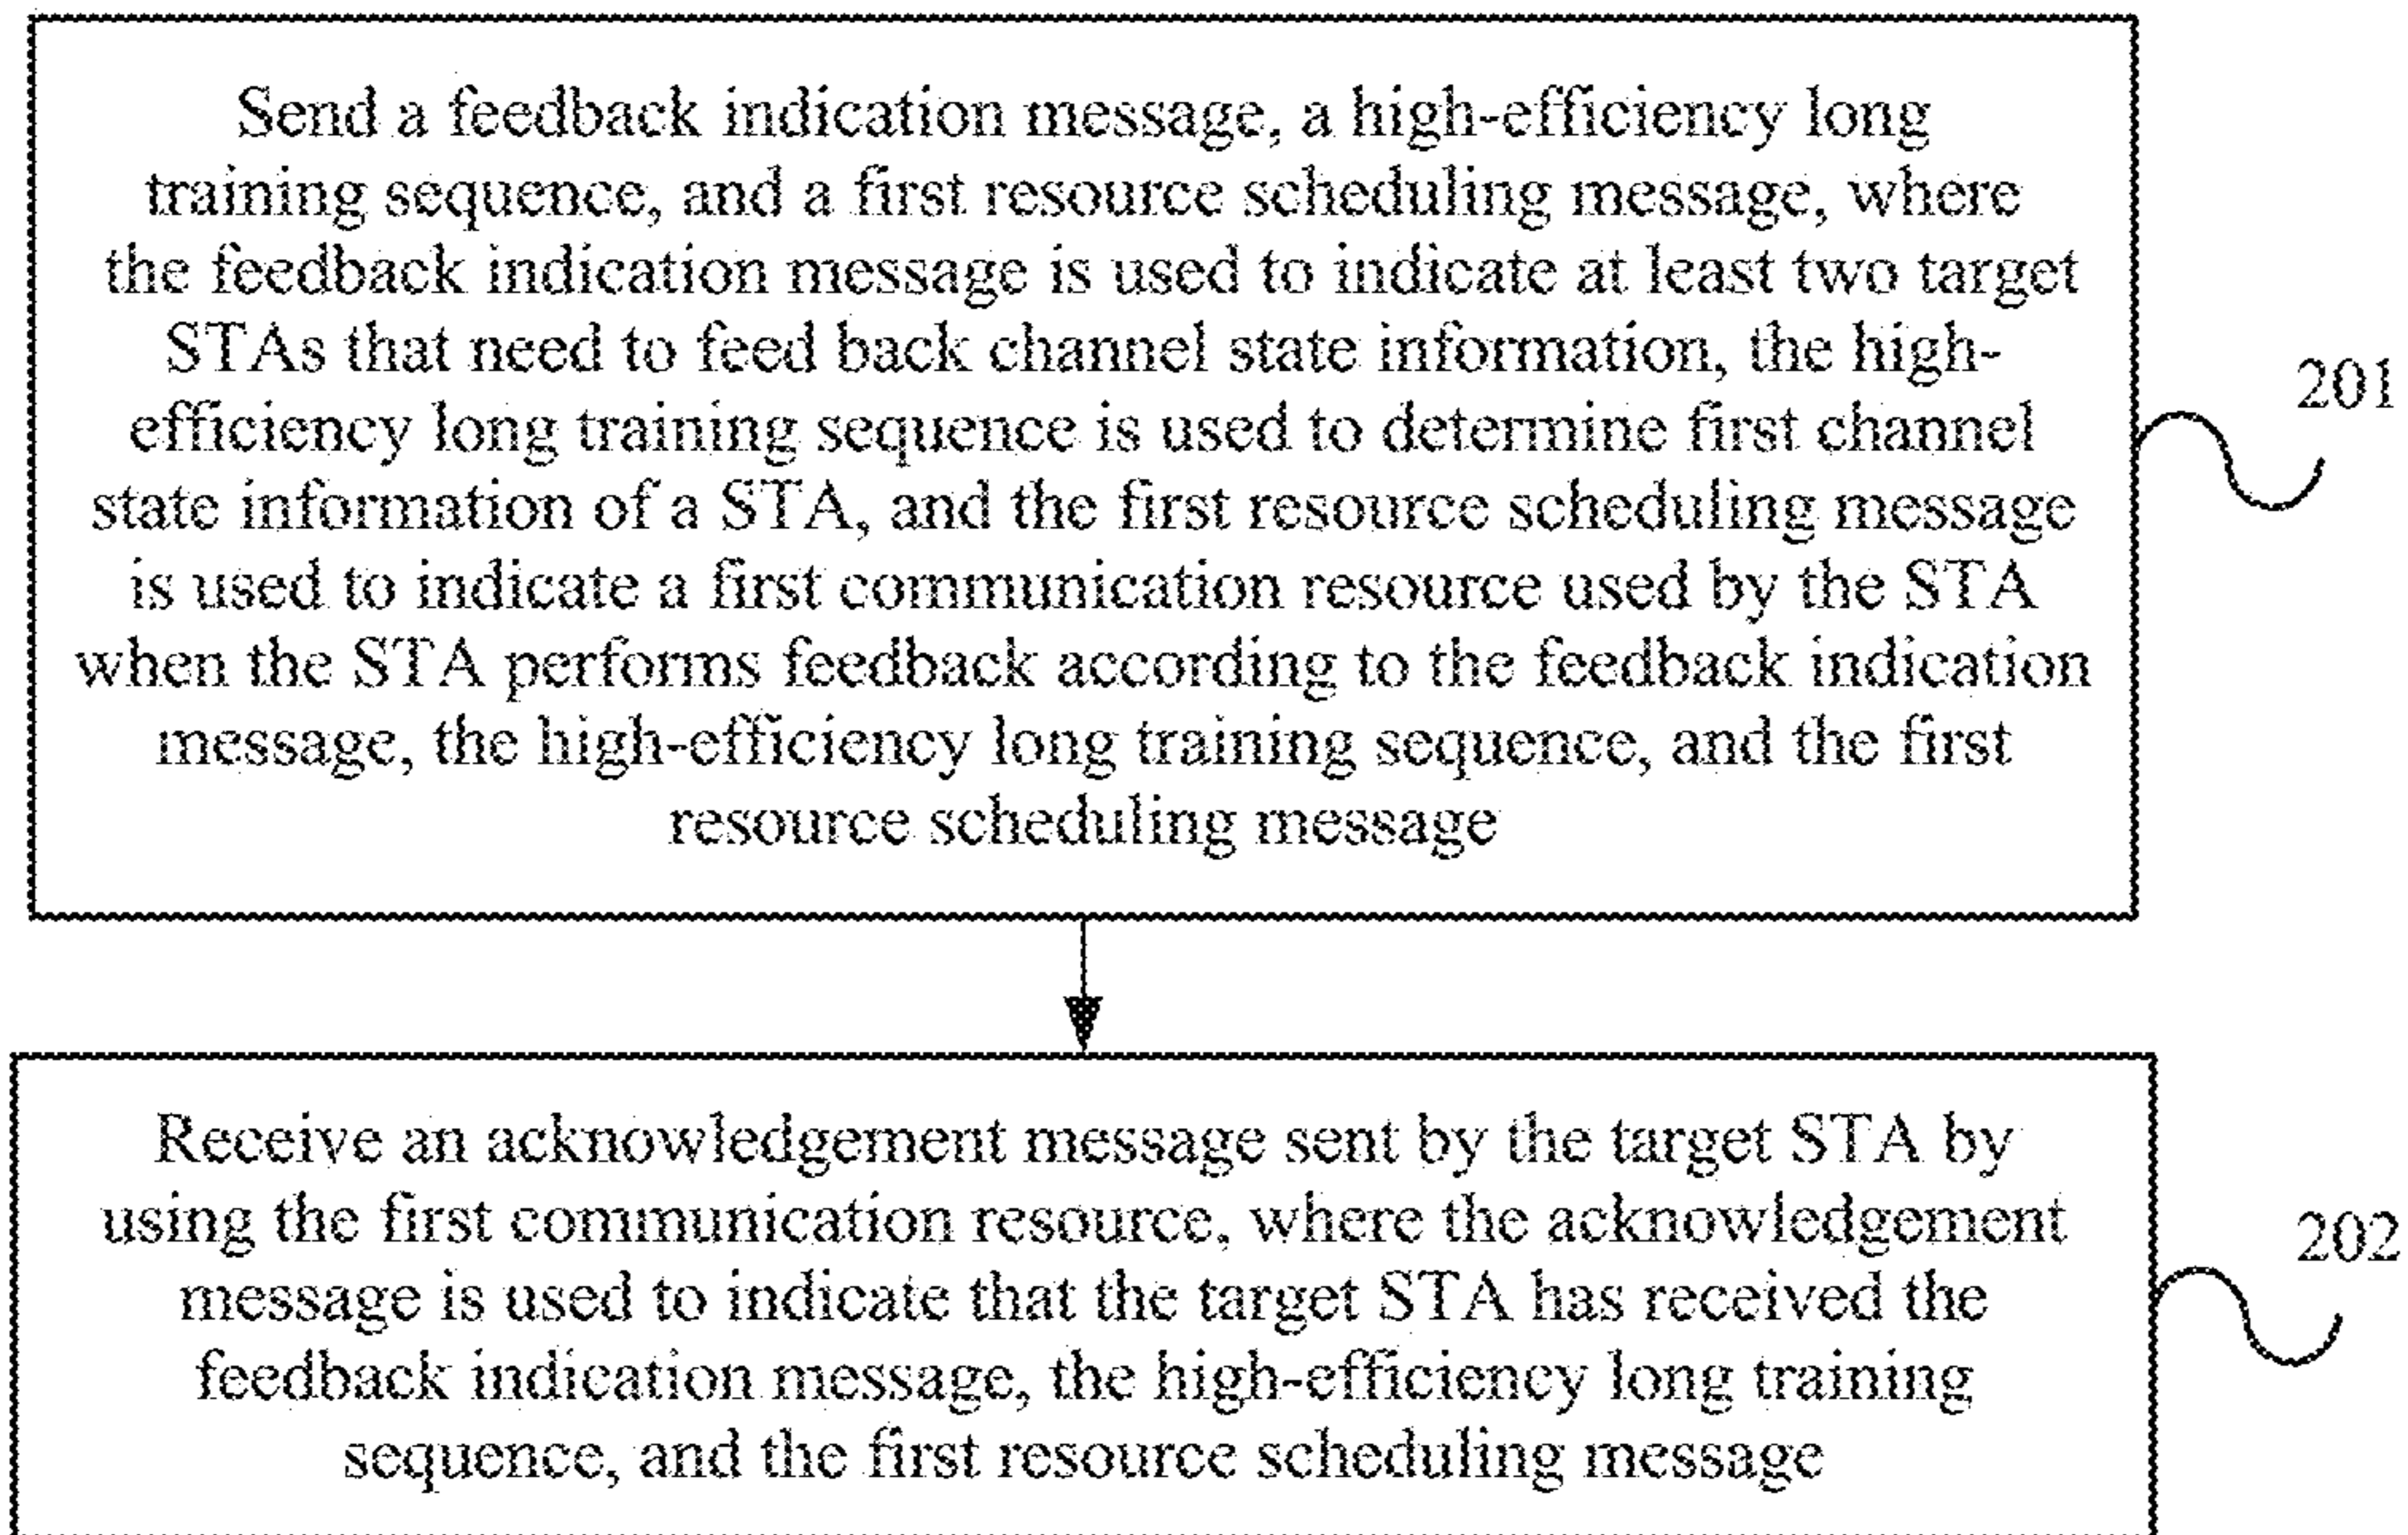 Send a feedback indication message, a high-efficiency long
training sequence, and a first resource scheduling message, where
the feedback indication message is used to indicate at least two target
STAs that need to feed back channel state information, the high-
efficiency long training sequence is used to determine first channel
state information of a STA, and the first resource scheduling message
is used to indicate a first communication resource used by the STA
when the STA performs feedback according to the feedback indication
message, the high-efficiency long training sequence, and the first
resource scheduling message
201
Receive an acknowledgement message sent by the target STA by
using the first communication resource, where the acknowledgement
message is used to indicate that the target STA has received the
feedback indication message, the high-efficiency long training
sequence, and the first resource scheduling message
202